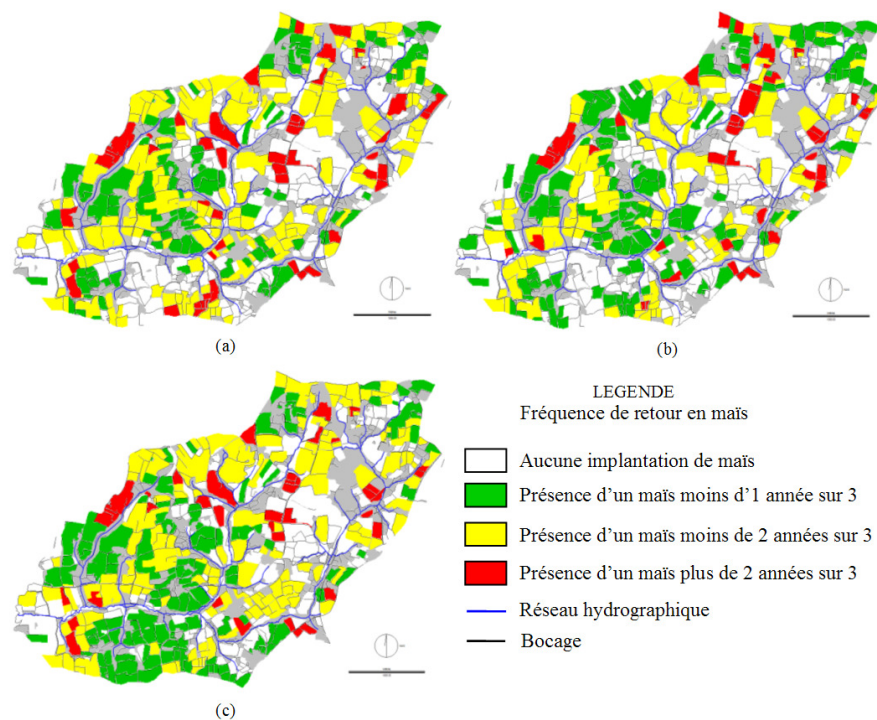 (a)
(b)
(c)
LEGENDE
Fréquence de retour en maïs
Aucune implantation de maïs
Présence d'un maïs moins d'1 année sur 3
Présence d'un maïs moins de 2 années sur 3
Présence d'un maïs plus de 2 années sur 3
Réseau hydrographique
Bocage